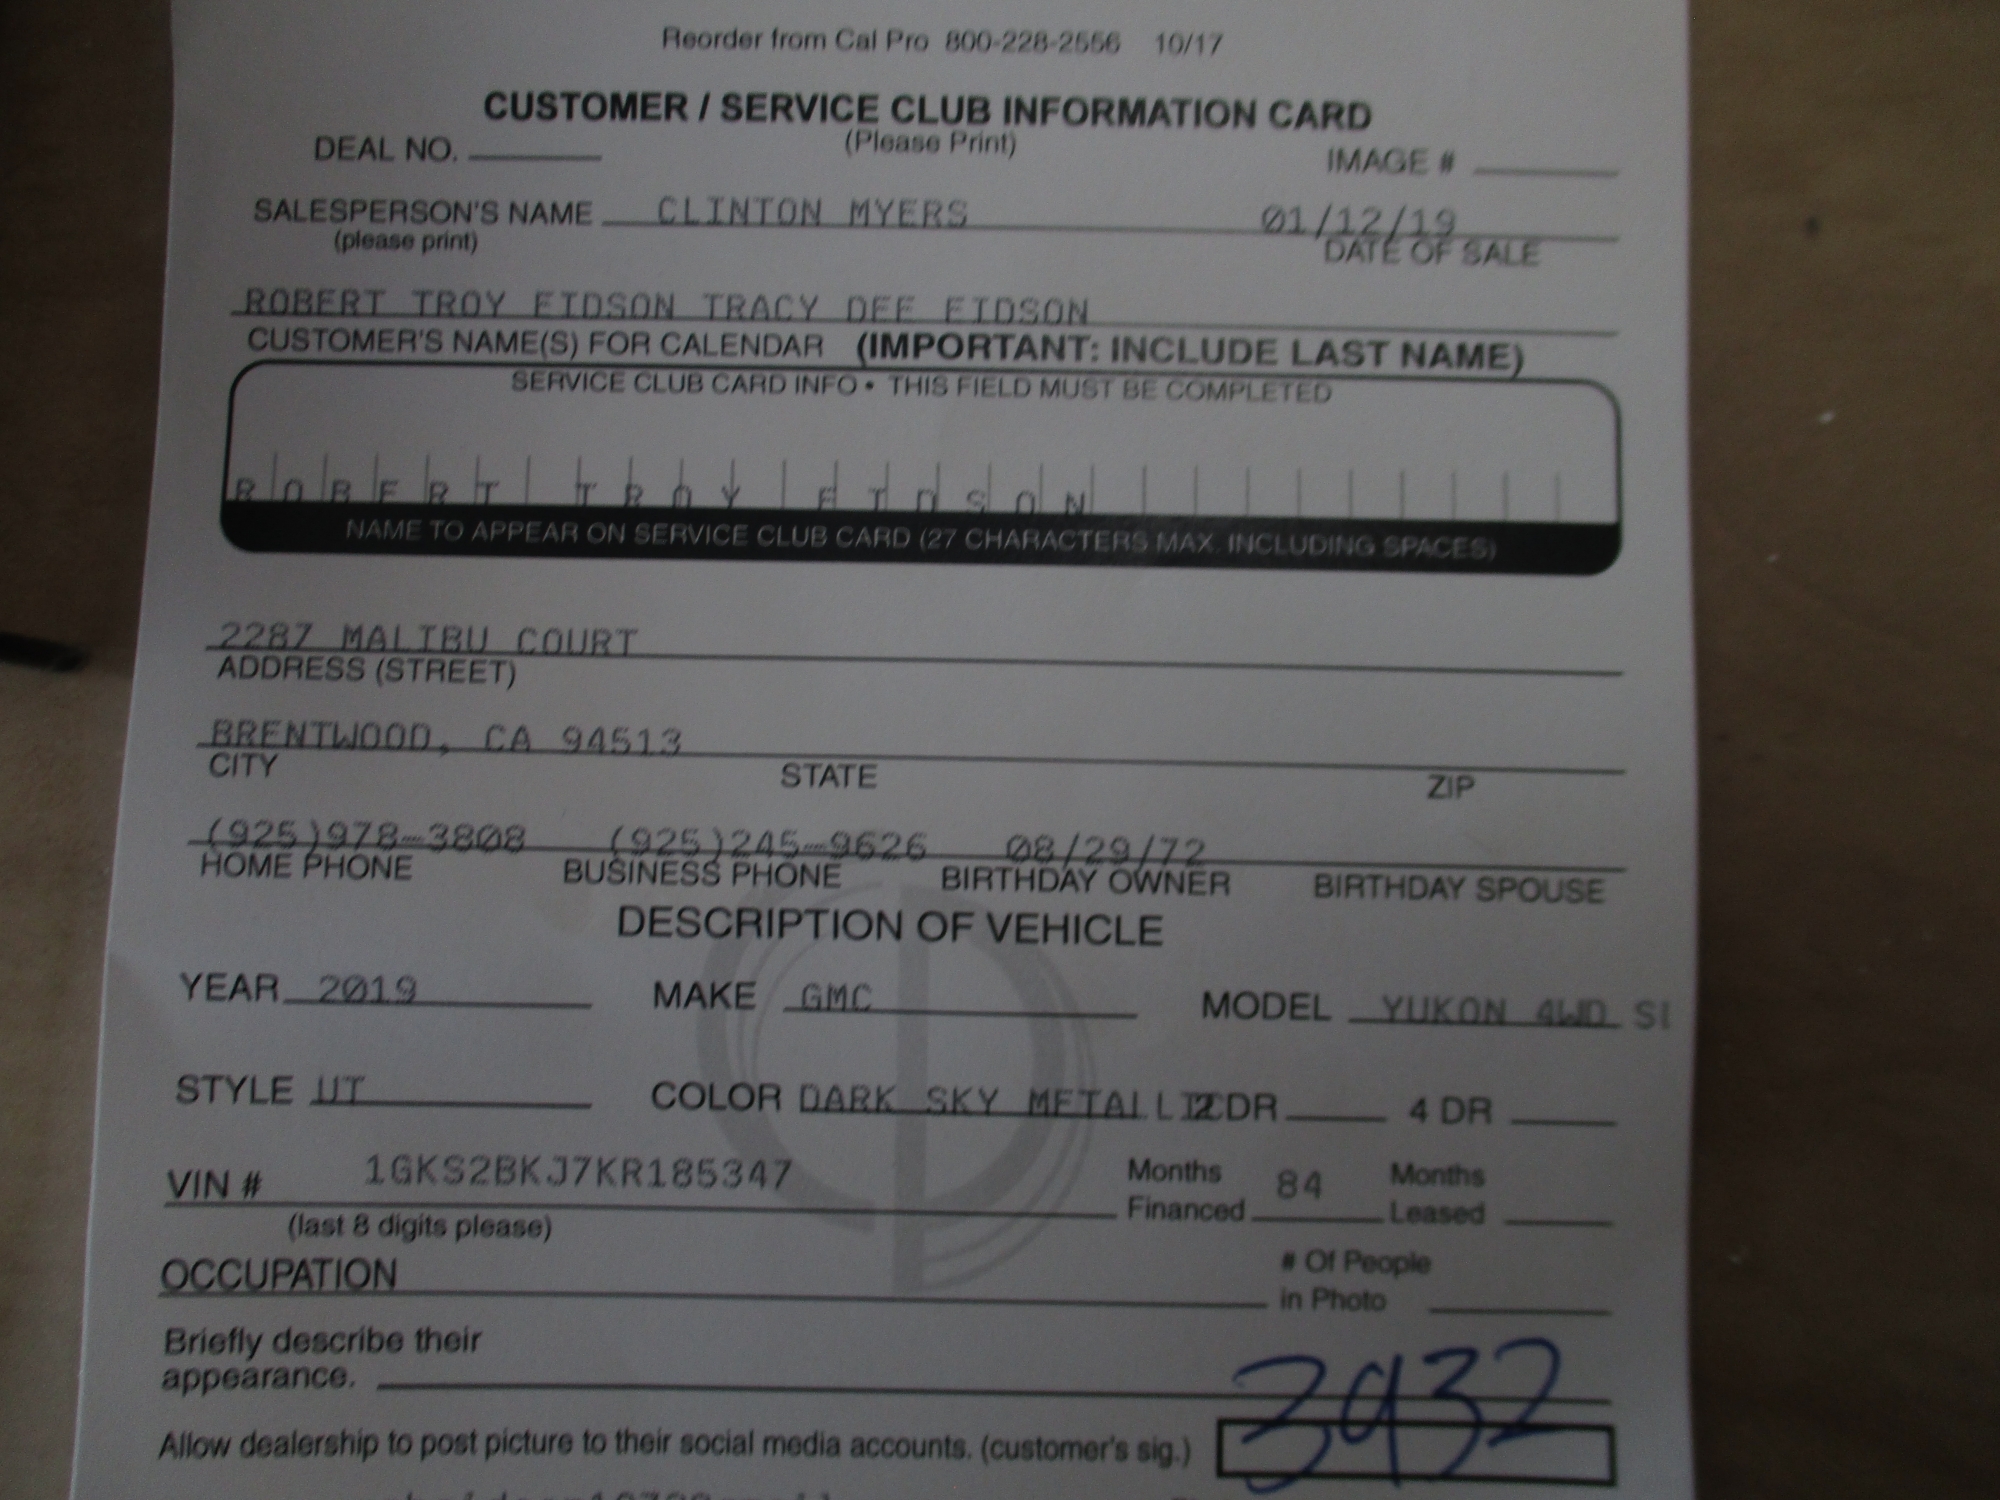 Reorder from Cal Pro 800-228-2556 10/17
CUSTOMER / SERVICE CLUB INFORMATION CARD
(Please Print)
DEAL NO. IMAGE #
SALESPERSON'S NAME CLINTON MYERS 01/12/19
(please print) DATE OF SALE
ROBERT TROY EIDSON TRACY DEE EIDSON
CUSTOMER'S NAME(S) FOR CALENDAR (IMPORTANT: INCLUDE LAST NAME)
SERVICE CLUB CARD INFO • THIS FIELD MUST BE COMPLETED
ROBERT TROY EIDSON
NAME TO APPEAR ON SERVICE CLUB CARD (27 CHARACTERS MAX. INCLUDING SPACES)
2287 MALIBU COURT
ADDRESS (STREET)
BRENTWOOD, CA 94513
CITY STATE ZIP
(925)978-3808 (925)245-9626 08/29/72
HOME PHONE BUSINESS PHONE BIRTHDAY OWNER BIRTHDAY SPOUSE
DESCRIPTION OF VEHICLE
YEAR 2019 MAKE GMC MODEL YUKON 4WD SL
STYLE UT COLOR DARK SKY METALLIC 2 DR 4 DR
VIN # 1GKS2BKJ7KR185347 Months Financed 84 Months Leased
(last 8 digits please)
OCCUPATION # Of People in Photo
Briefly describe their
appearance.
3932
Allow dealership to post picture to their social media accounts. (customer's sig.)